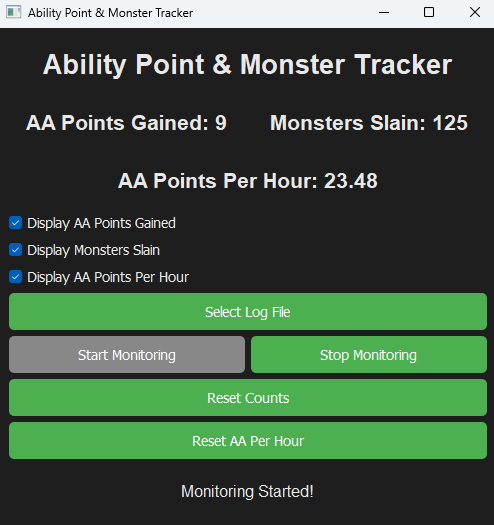 Ability Point & Monster Tracker
Ability Point & Monster Tracker
AA Points Gained: 9 Monsters Slain: 125
AA Points Per Hour: 23.48
Display AA Points Gained
Display Monsters Slain
Display AA Points Per Hour
Select Log File
Start Monitoring Stop Monitoring
Reset Counts
Reset AA Per Hour
Monitoring Started!